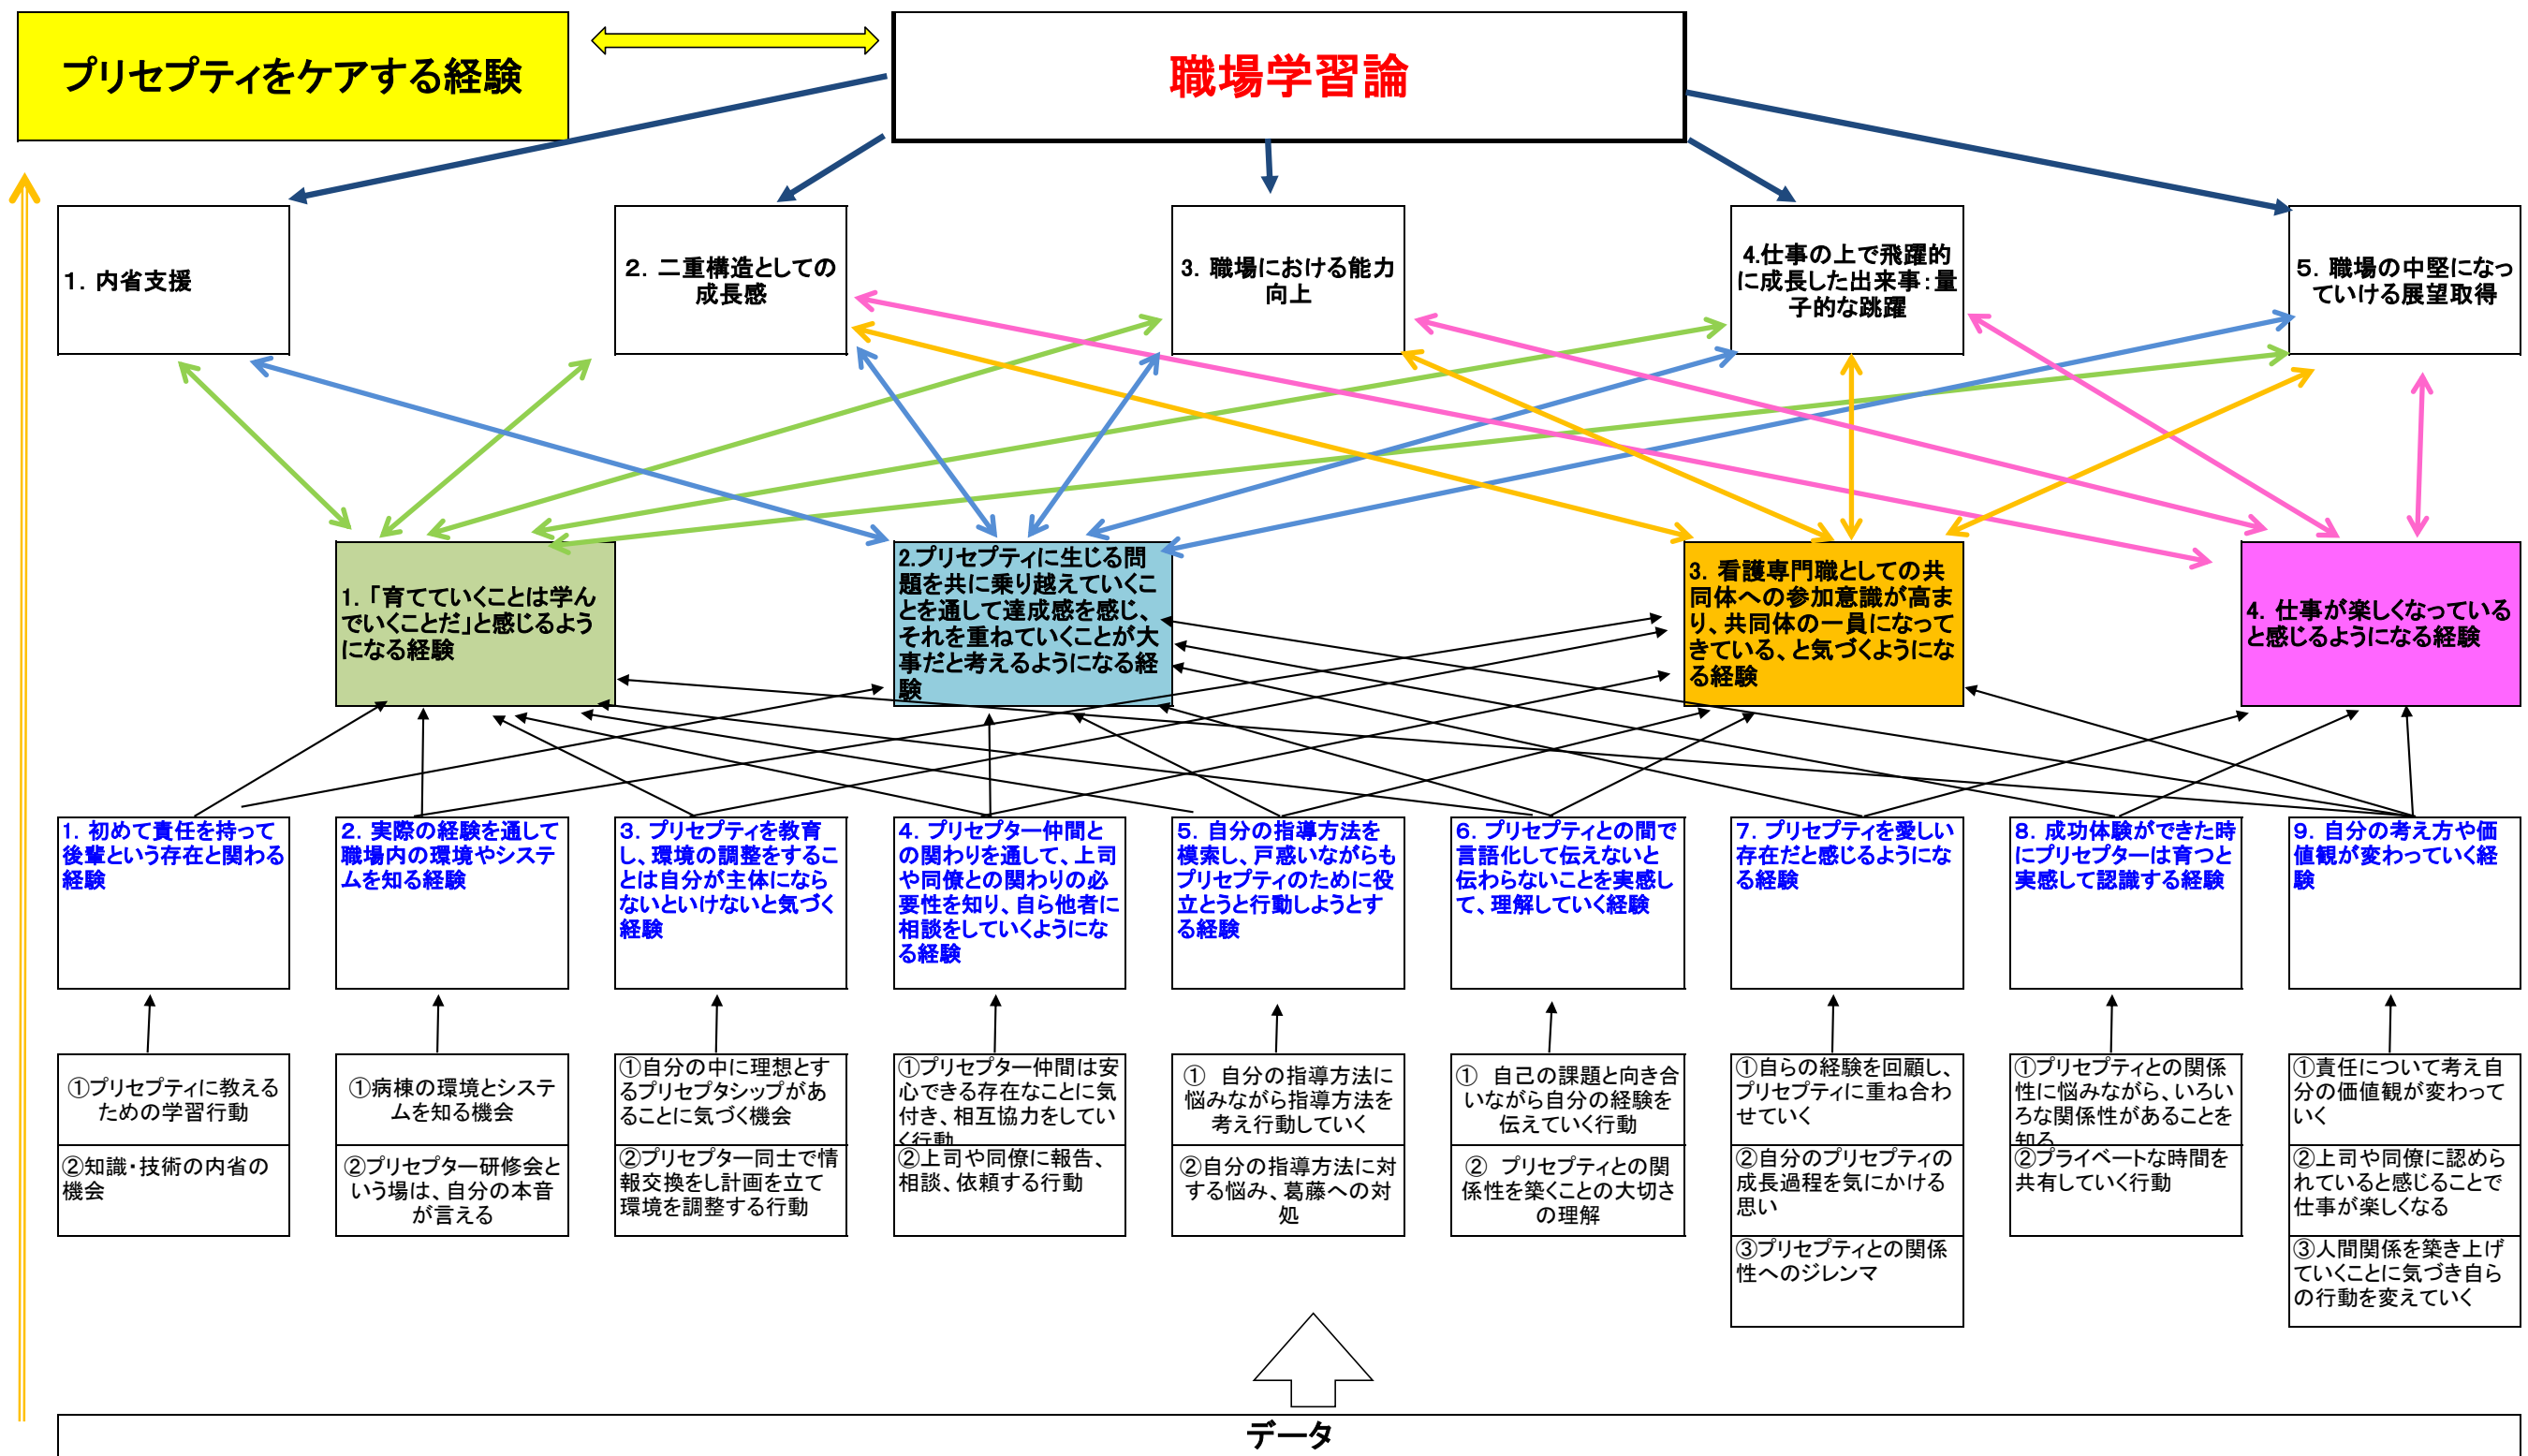 プリセプティをケアする経験
職場学習論
１．内省支援
２．二重構造としての
成長感
３．職場における能力
向上
4.仕事の上で飛躍的
に成長した出来事：量
子的な跳躍
５．職場の中堅になっ
ていける展望取得
１．「育てていくことは学ん
でいくことだ」と感じるよう
になる経験
2.プリセプティに生じる問
題を共に乗り越えていくこ
とを通して達成感を感じ、
それを重ねていくことが大
事だと考えるようになる経
験
３．看護専門職としての共
同体への参加意識が高ま
り、共同体の一員になって
きている、と気づくようにな
る経験
４．仕事が楽しくなっている
と感じるようになる経験
１．初めて責任を持って
後輩という存在と関わる
経験
２．実際の経験を通して
職場内の環境やシステ
ムを知る経験
３．プリセプティを教育
し、環境の調整をするこ
とは自分が主体になら
ないといけないと気づく
経験
４．プリセプター仲間と
の関わりを通して、上司
や同僚との関わりの必
要性を知り、自ら他者に
相談をしていくようにな
る経験
５．自分の指導方法を
模索し、戸惑いながらも
プリセプティのために役
立とうと行動しようとす
る経験
６．プリセプティとの間で
言語化して伝えないと
伝わらないことを実感し
て、理解していく経験
７．プリセプティを愛しい
存在だと感じるようにな
る経験
８．成功体験ができた時
にプリセプターは育つと
実感して認識する経験
９．自分の考え方や価
値観が変わっていく経
験
①プリセプティに教える
ための学習行動
②知識・技術の内省の
機会
①病棟の環境とシステ
ムを知る機会
②プリセプター研修会と
いう場は、自分の本音
が言える
①自分の中に理想とす
るプリセプタシップがあ
ることに気づく機会
②プリセプター同士で情
報交換をし計画を立て
環境を調整する行動
①プリセプター仲間は安
心できる存在なことに気
付き、相互協力をしてい
く行動
②上司や同僚に報告、
相談、依頼する行動
①　自分の指導方法に
悩みながら指導方法を
考え行動していく
②自分の指導方法に対
する悩み、葛藤への対
処
①　自己の課題と向き合
いながら自分の経験を
伝えていく行動
②　プリセプティとの関
係性を築くことの大切さ
の理解
①自らの経験を回顧し、
プリセプティに重ね合わ
せていく
②自分のプリセプティの
成長過程を気にかける
思い
③プリセプティとの関係
性へのジレンマ
①プリセプティとの関係
性に悩みながら、いろい
ろな関係性があることを
知る
②プライベートな時間を
共有していく行動
①責任について考え自
分の価値観が変わって
いく
②上司や同僚に認めら
れていると感じることで
仕事が楽しくなる
③人間関係を築き上げ
ていくことに気づき自ら
の行動を変えていく
データ